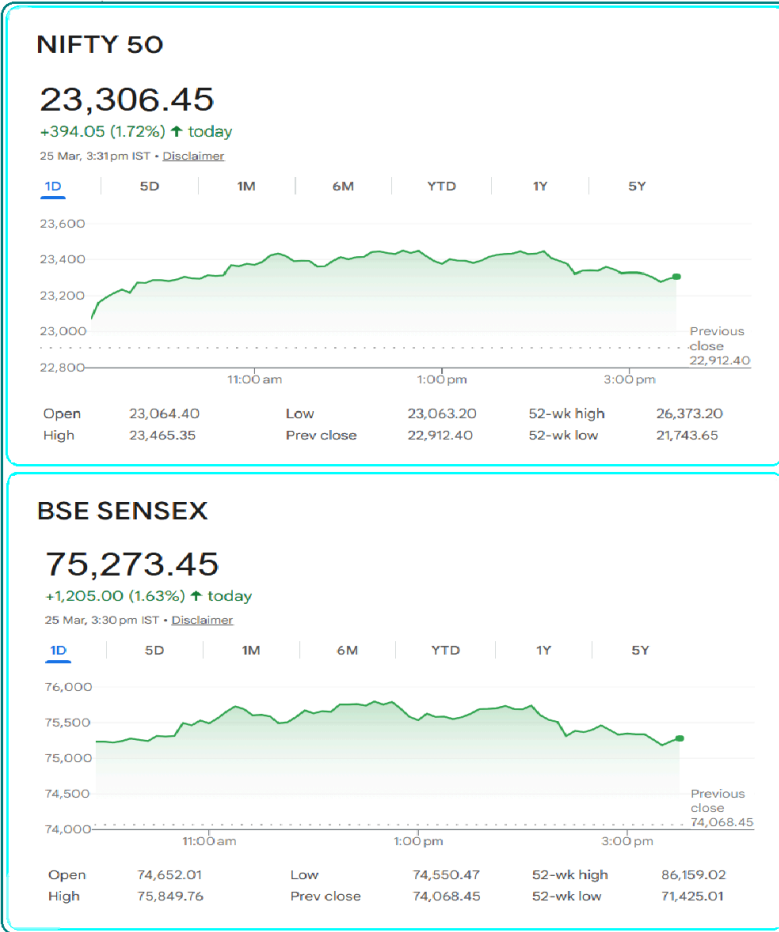 NIFTY 50
23,306.45
+394.05 (1.72%) ↑ today
25 Mar, 3:31 pm IST • Disclaimer
1D 5D 1M 6M YTD 1Y 5Y
23,600
23,400
23,200
23,000
22,800
Previous
close
22,912.40
11:00 am 1:00 pm 3:00 pm
Open 23,064.40 Low 23,063.20 52-wk high 26,373.20
High 23,465.35 Prev close 22,912.40 52-wk low 21,743.65
BSE SENSEX
75,273.45
+1,205.00 (1.63%) ↑ today
25 Mar, 3:30 pm IST • Disclaimer
1D 5D 1M 6M YTD 1Y 5Y
76,000
75,500
75,000
74,500
74,000
Previous
close
74,068.45
11:00 am 1:00 pm 3:00 pm
Open 74,652.01 Low 74,550.47 52-wk high 86,159.02
High 75,849.76 Prev close 74,068.45 52-wk low 71,425.01